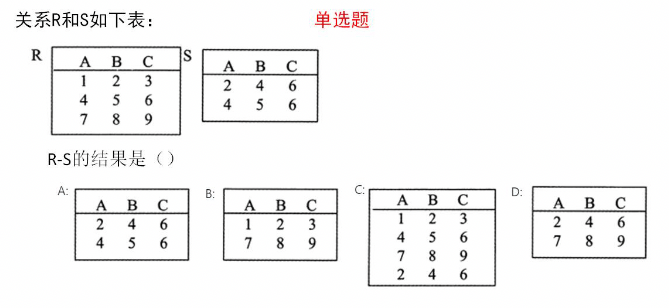 关系R和S如下表： 单选题
R S
A B C A B C
1 2 3 2 4 6
4 5 6 4 5 6
7 8 9
R-S的结果是（）
A: B: C: D:
A B C A B C A B C A B C
2 4 6 1 2 3 1 2 3 2 4 6
4 5 6 7 8 9 4 5 6 7 8 9
7 8 9
2 4 6